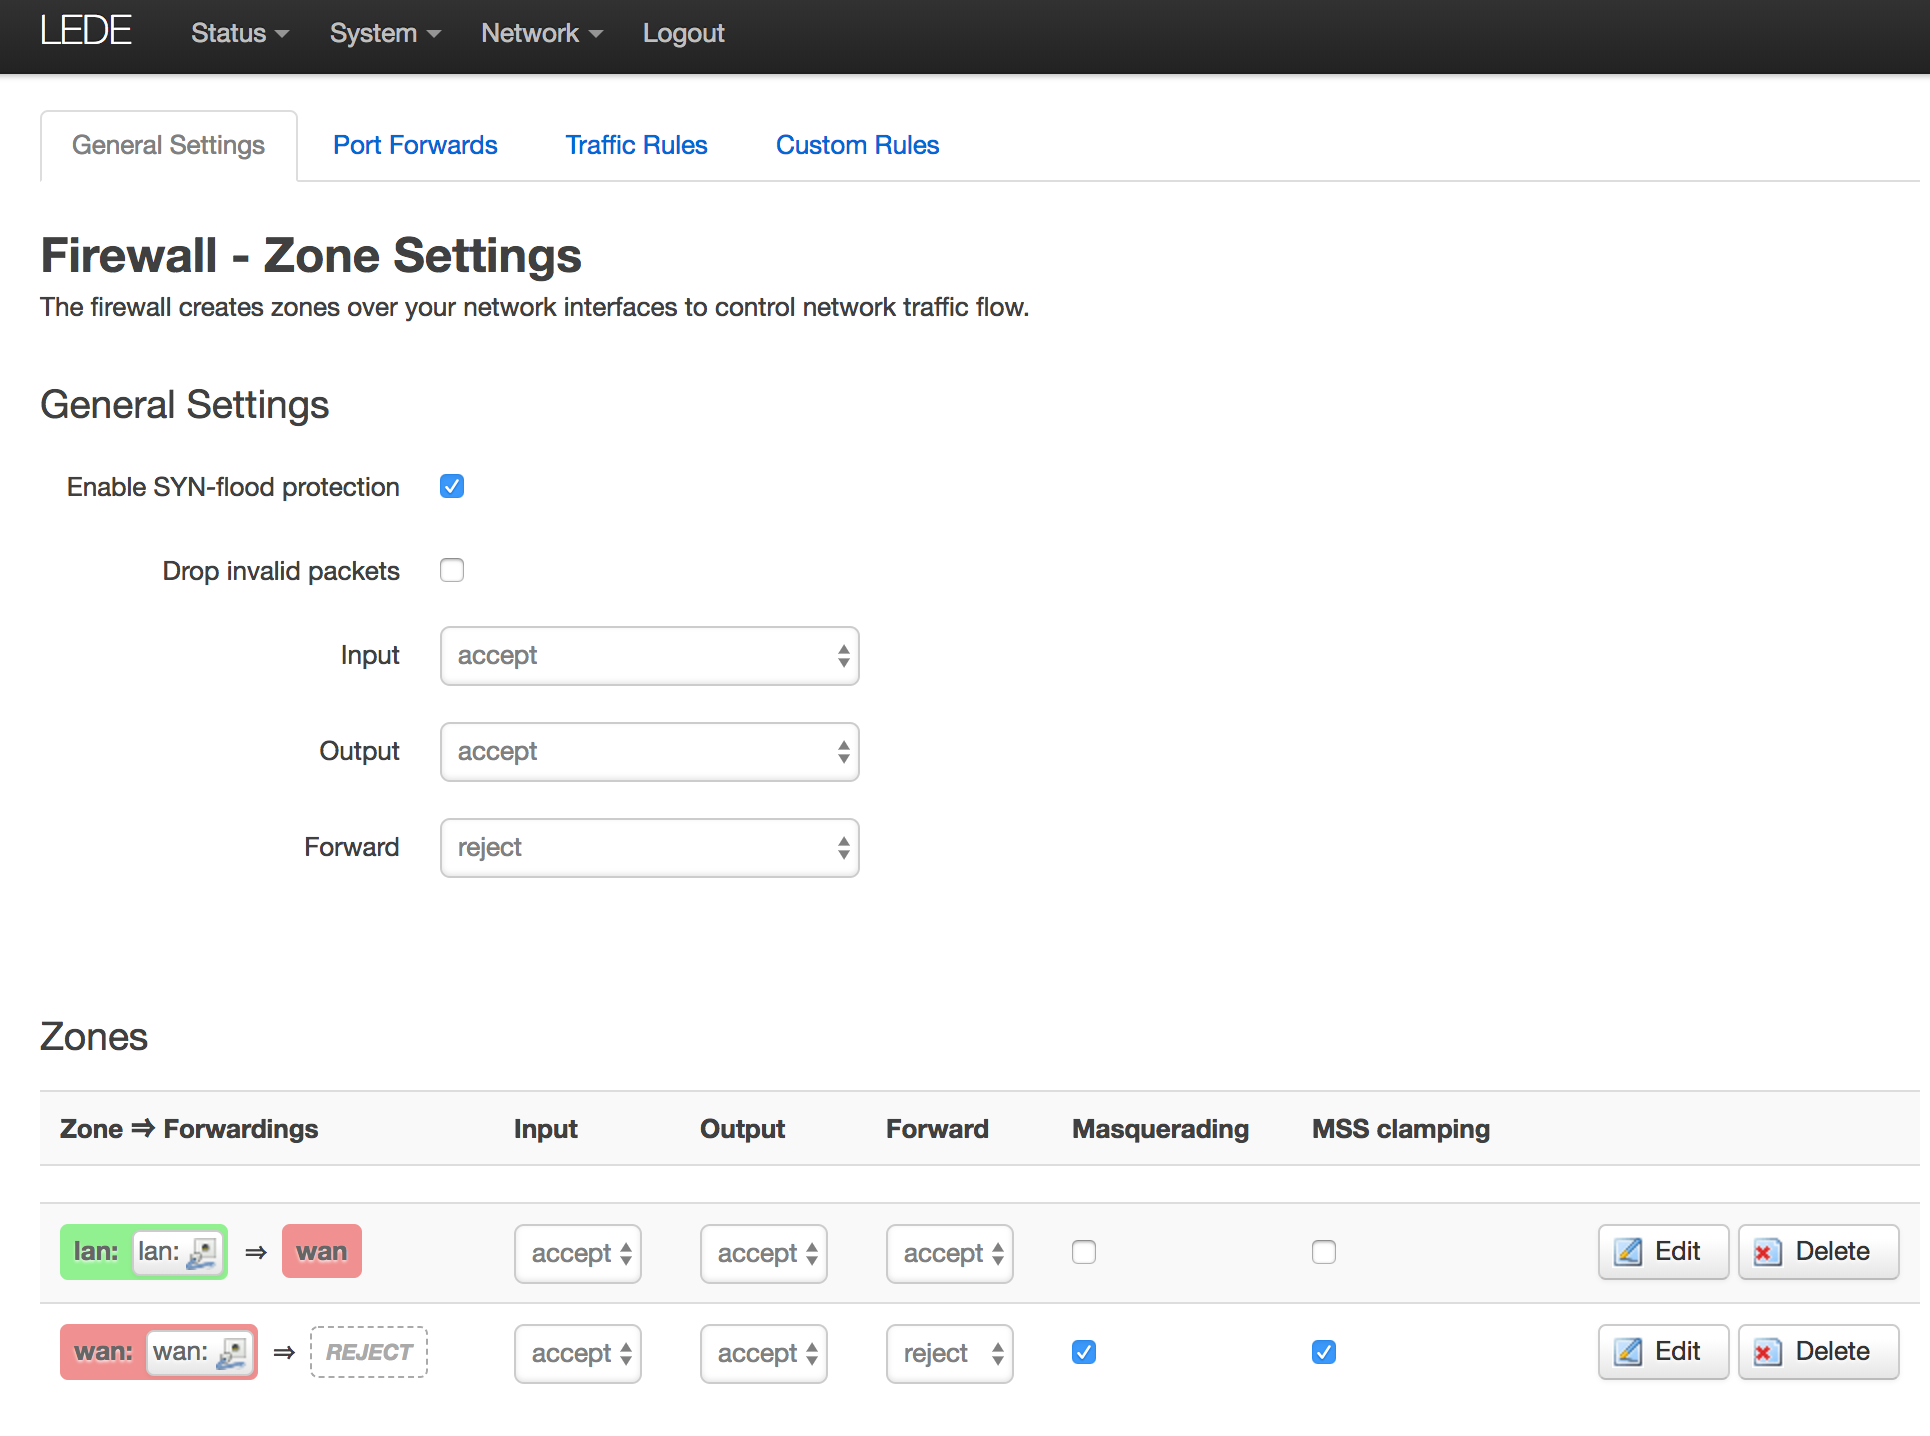 LEDE Status System Network Logout
General Settings Port Forwards Traffic Rules Custom Rules
Firewall - Zone Settings
The firewall creates zones over your network interfaces to control network traffic flow.
General Settings
Enable SYN-flood protection
Drop invalid packets
Input accept
Output accept
Forward reject
Zones
Zone ⇒ Forwardings Input Output Forward Masquerading MSS clamping
lan: lan: ⇒ wan accept accept accept Edit Delete
wan: wan: ⇒ REJECT accept accept reject Edit Delete